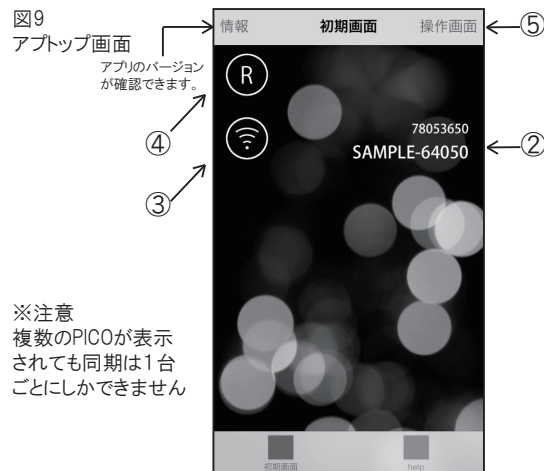 図9
アプトップ画面
アプリのバージョン
が確認できます。
④
③
※注意
複数のPICOが表示
されても同期は1台
ごとにしかできません
情報 初期画面 操作画面
⑤
R
78053650
SAMPLE-64050
②
初期画面 help